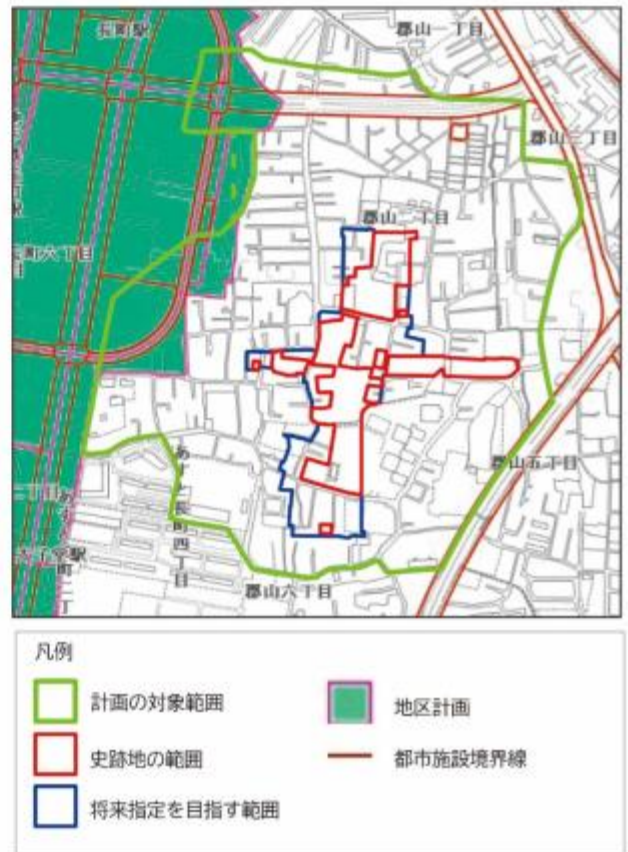 長町駅
郡山一丁目
郡山三丁目
郡山二丁目
町六丁目
郡山五丁目
あすと長町四丁目
二丁目
太子堂駅
郡山六丁目
凡例
計画の対象範囲
地区計画
史跡地の範囲
都市施設境界線
将来指定を目指す範囲